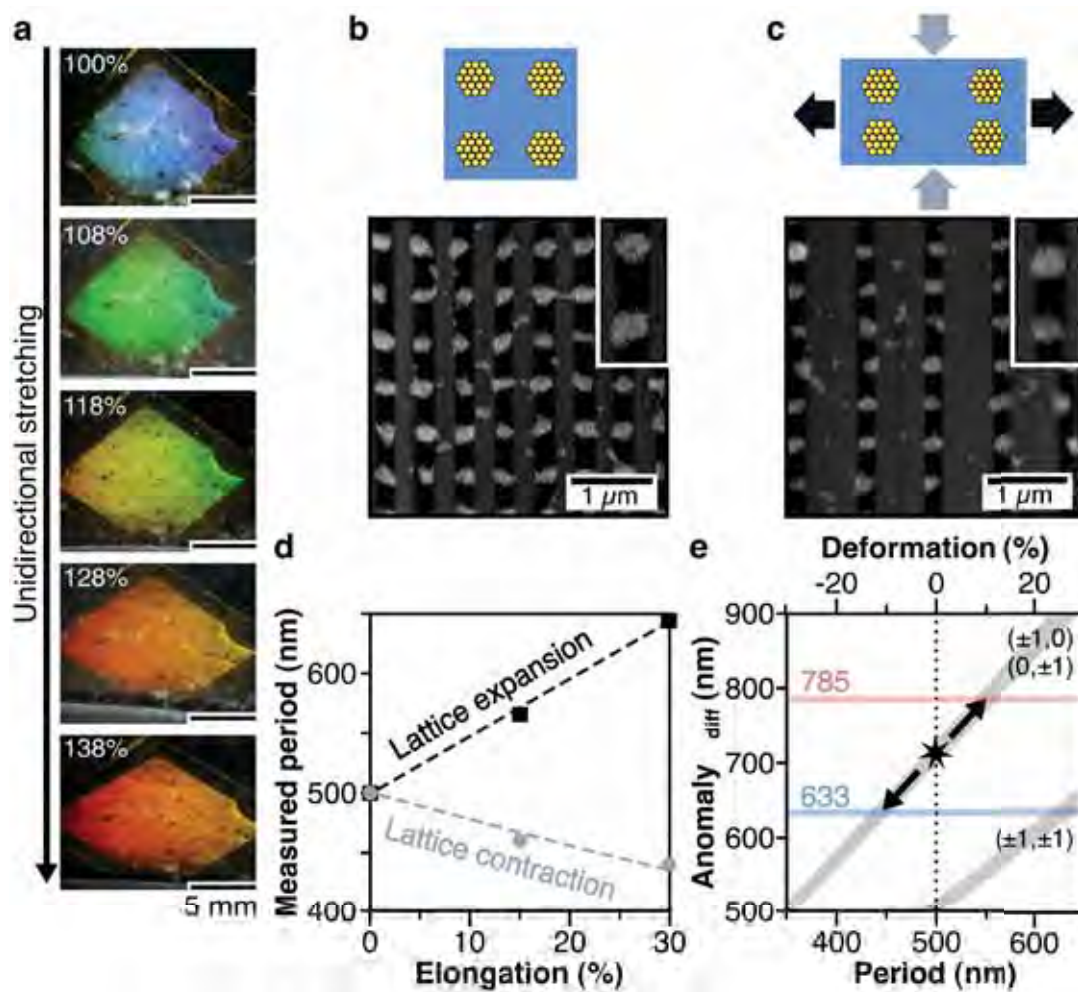 a
Unidirectional stretching
100%
108%
118%
128%
138%
5 mm
b
1 µm
c
1 µm
d
Measured period (nm)
600
500
400
Lattice expansion
Lattice contraction
0
10
20
30
Elongation (%)
e
Deformation (%)
-20
0
20
Anomaly diff (nm)
900
800
700
600
500
785
633
(±1,0)
(0,±1)
(±1,±1)
400
500
600
Period (nm)